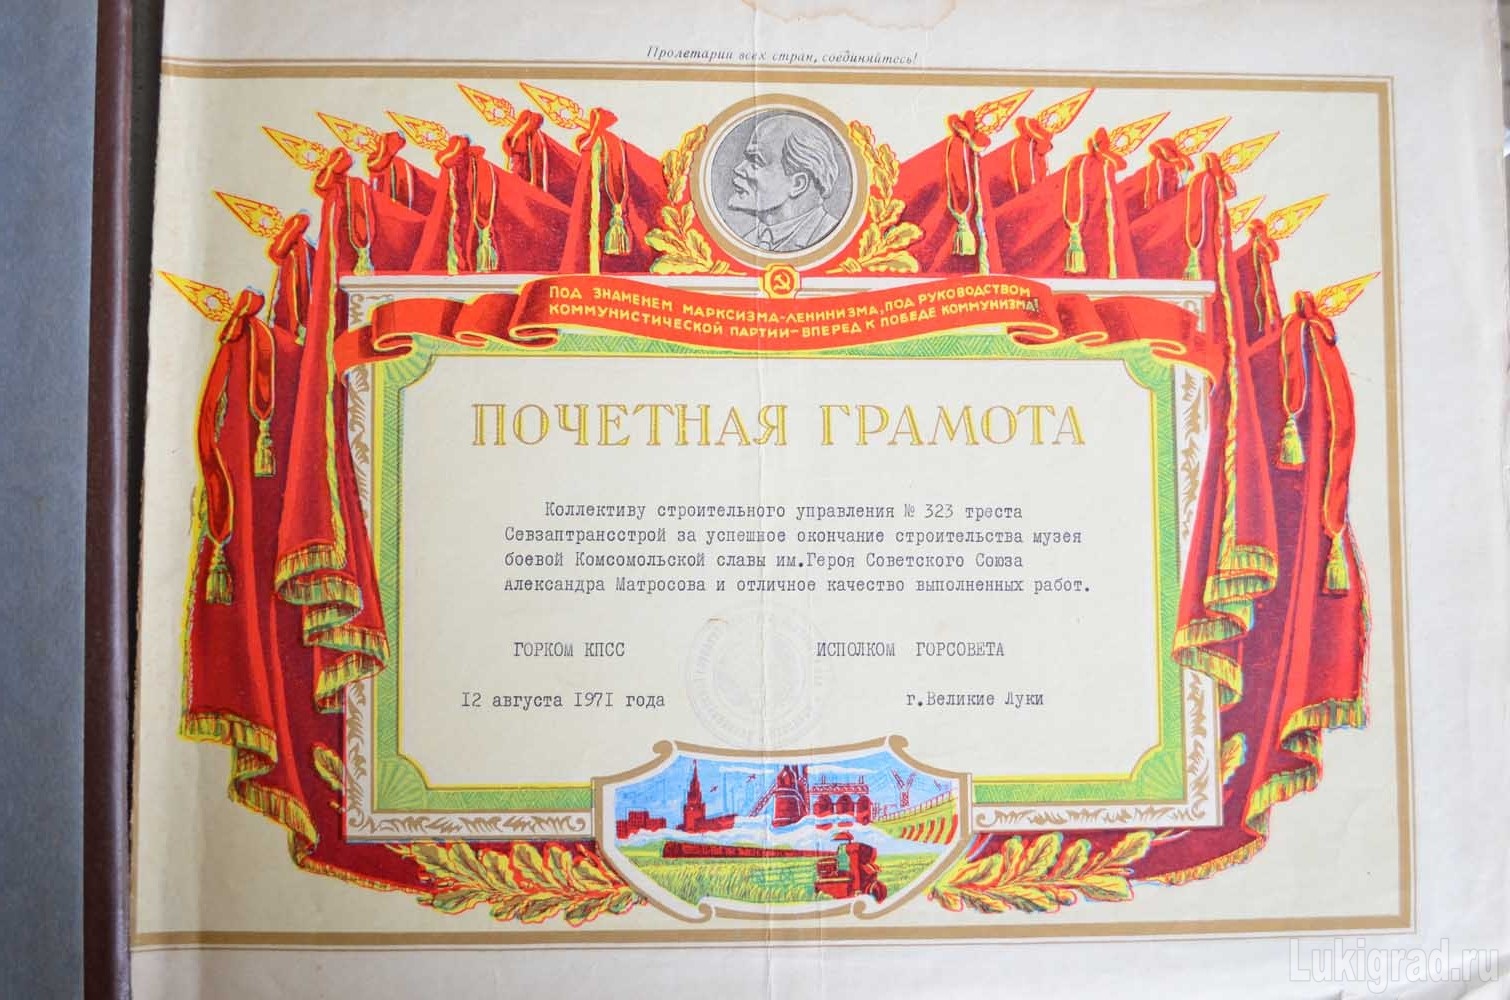 Пролетарии всех стран, соединяйтесь!
ПОД ЗНАМЕНЕМ МАРКСИЗМА-ЛЕНИНИЗМА, ПОД РУКОВОДСТВОМ
КОММУНИСТИЧЕСКОЙ ПАРТИИ—ВПЕРЕД К ПОБЕДЕ КОММУНИЗМА!
ПОЧЕТНАЯ ГРАМОТА
Коллективу строительного управления № 323 треста
Севзаптрансстрой за успешное окончание строительства музея
боевой Комсомольской славы им.Героя Советского Союза
Александра Матросова и отличное качество выполненных работ.
ГОРКОМ КПСС ИСПОЛКОМ ГОРСОВЕТА
12 августа 1971 года г.Великие Луки
Lukigrad.ru